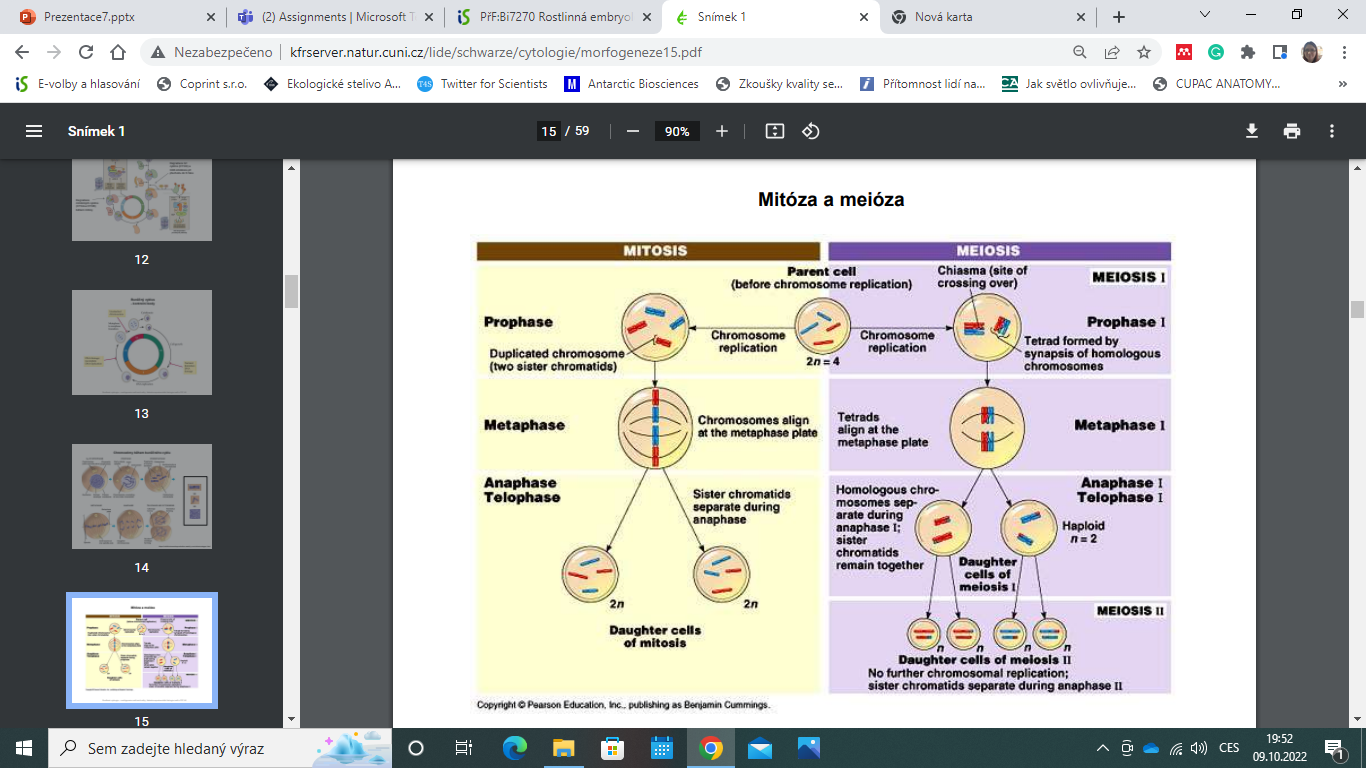 Prezentace7.pptx
(2) Assignments | Microsoft T
PřF:Bi7270 Rostlinná embryol
Snímek 1
Nová karta
Nezabezpečeno
kfrserver.natur.cuni.cz/lide/schwarze/cytologie/morfogeneze15.pdf
E-volby a hlasování
Coprint s.r.o.
Ekologické stelivo A...
Twitter for Scientists
Antarctic Biosciences
Zkoušky kvality se...
Přítomnost lidí na...
Jak světlo ovlivňuje...
CUPAC ANATOMY...
Snímek 1
15 / 59
90%
12
13
14
15
Mitóza a meióza
MITOSIS
MEIOSIS
Parent cell
(before chromosome replication)
Chiasma (site of
crossing over)
MEIOSIS I
Prophase
Chromosome
replication
Chromosome
replication
Prophase I
Duplicated chromosome
(two sister chromatids)
2n = 4
Tetrad formed by
synapsis of homologous
chromosomes
Metaphase
Chromosomes align
at the metaphase plate
Tetrads
align at the
metaphase plate
Metaphase I
Anaphase
Telophase
Sister chromatids
separate during
anaphase
Homologous chro-
mosomes sep-
arate during
anaphase I;
sister
chromatids
remain together
Anaphase I
Telophase I
Haploid
n = 2
Daughter
cells of
meiosis I
2n
2n
Daughter cells
of mitosis
MEIOSIS II
n
n
n
n
Daughter cells of meiosis II
No further chromosomal replication;
sister chromatids separate during anaphase II
Copyright © Pearson Education, Inc., publishing as Benjamin Cummings.
Sem zadejte hledaný výraz
CES
19:52
09.10.2022
1